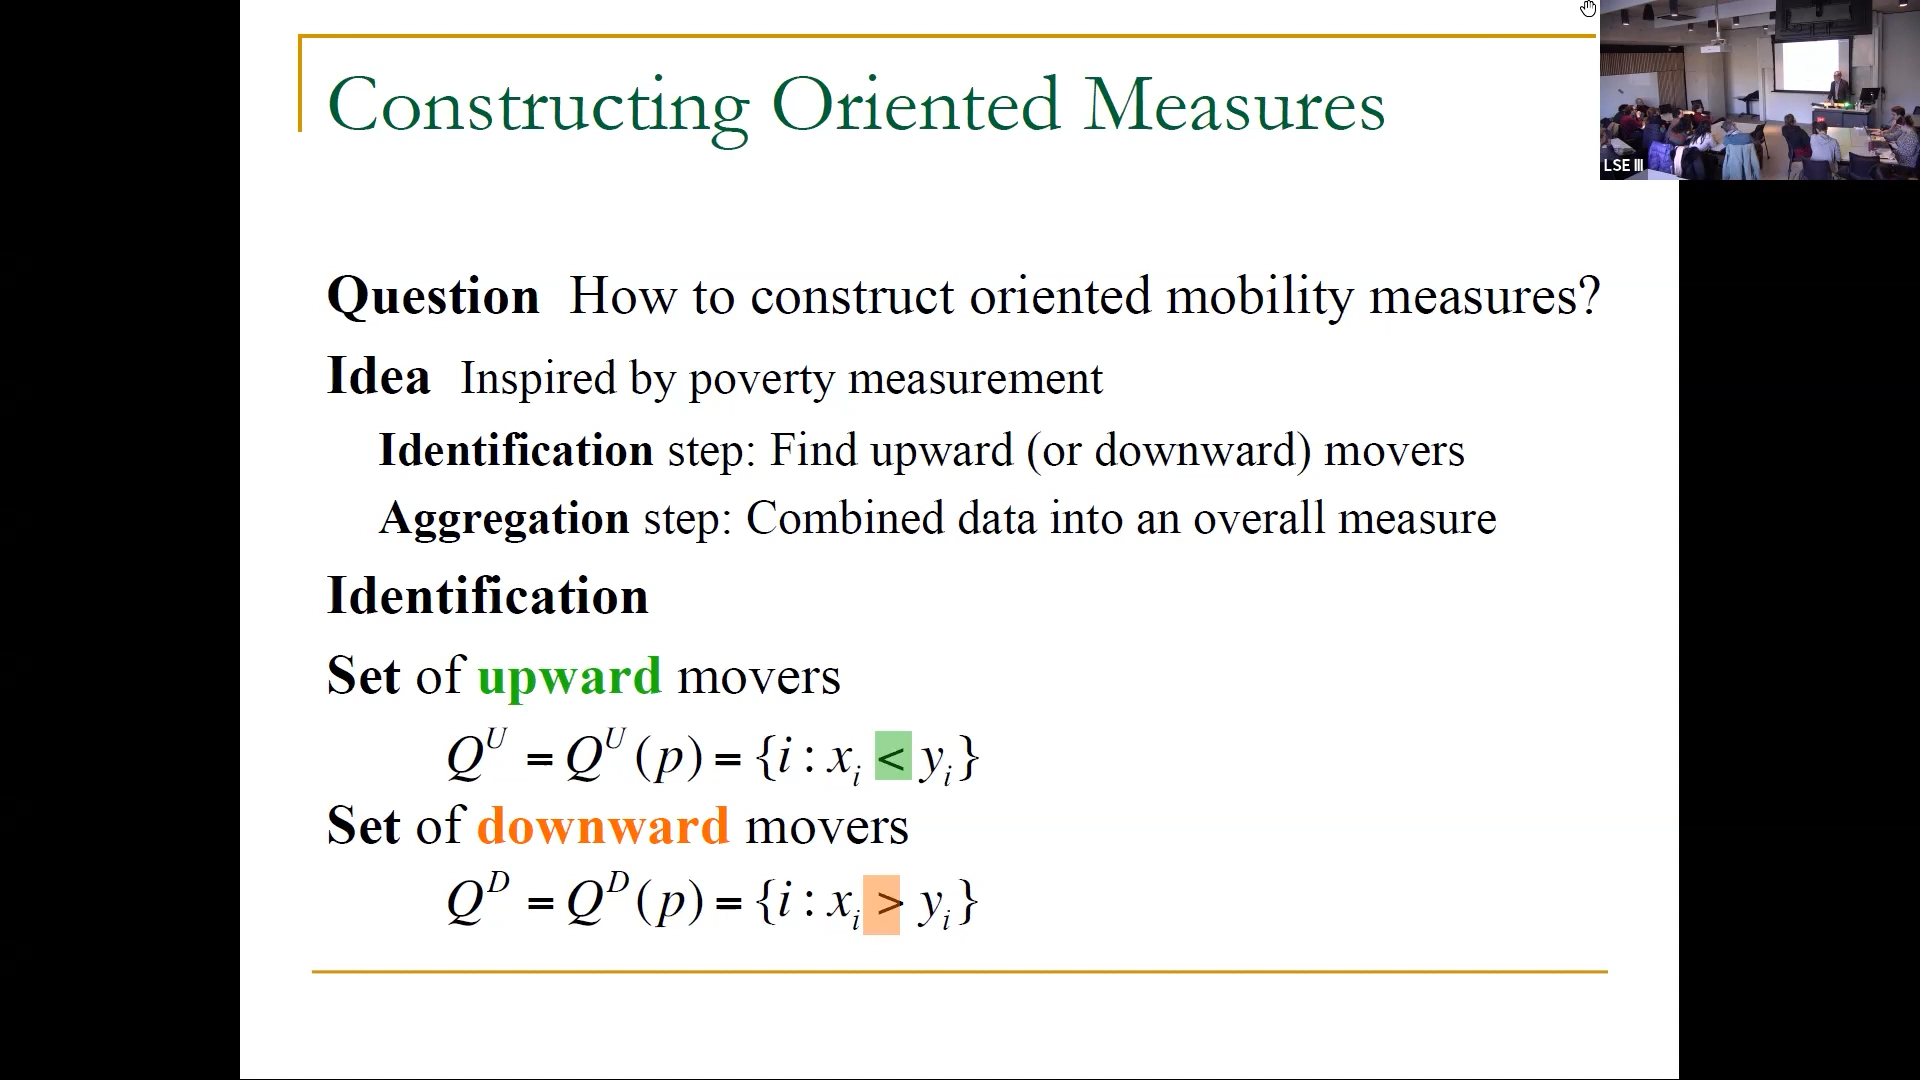 Constructing Oriented Measures
LSE III
Question How to construct oriented mobility measures?
Idea Inspired by poverty measurement
Identification step: Find upward (or downward) movers
Aggregation step: Combined data into an overall measure
Identification
Set of upward movers
Q^U = Q^U(p) = {i : x_i < y_i}
Set of downward movers
Q^D = Q^D(p) = {i : x_i > y_i}